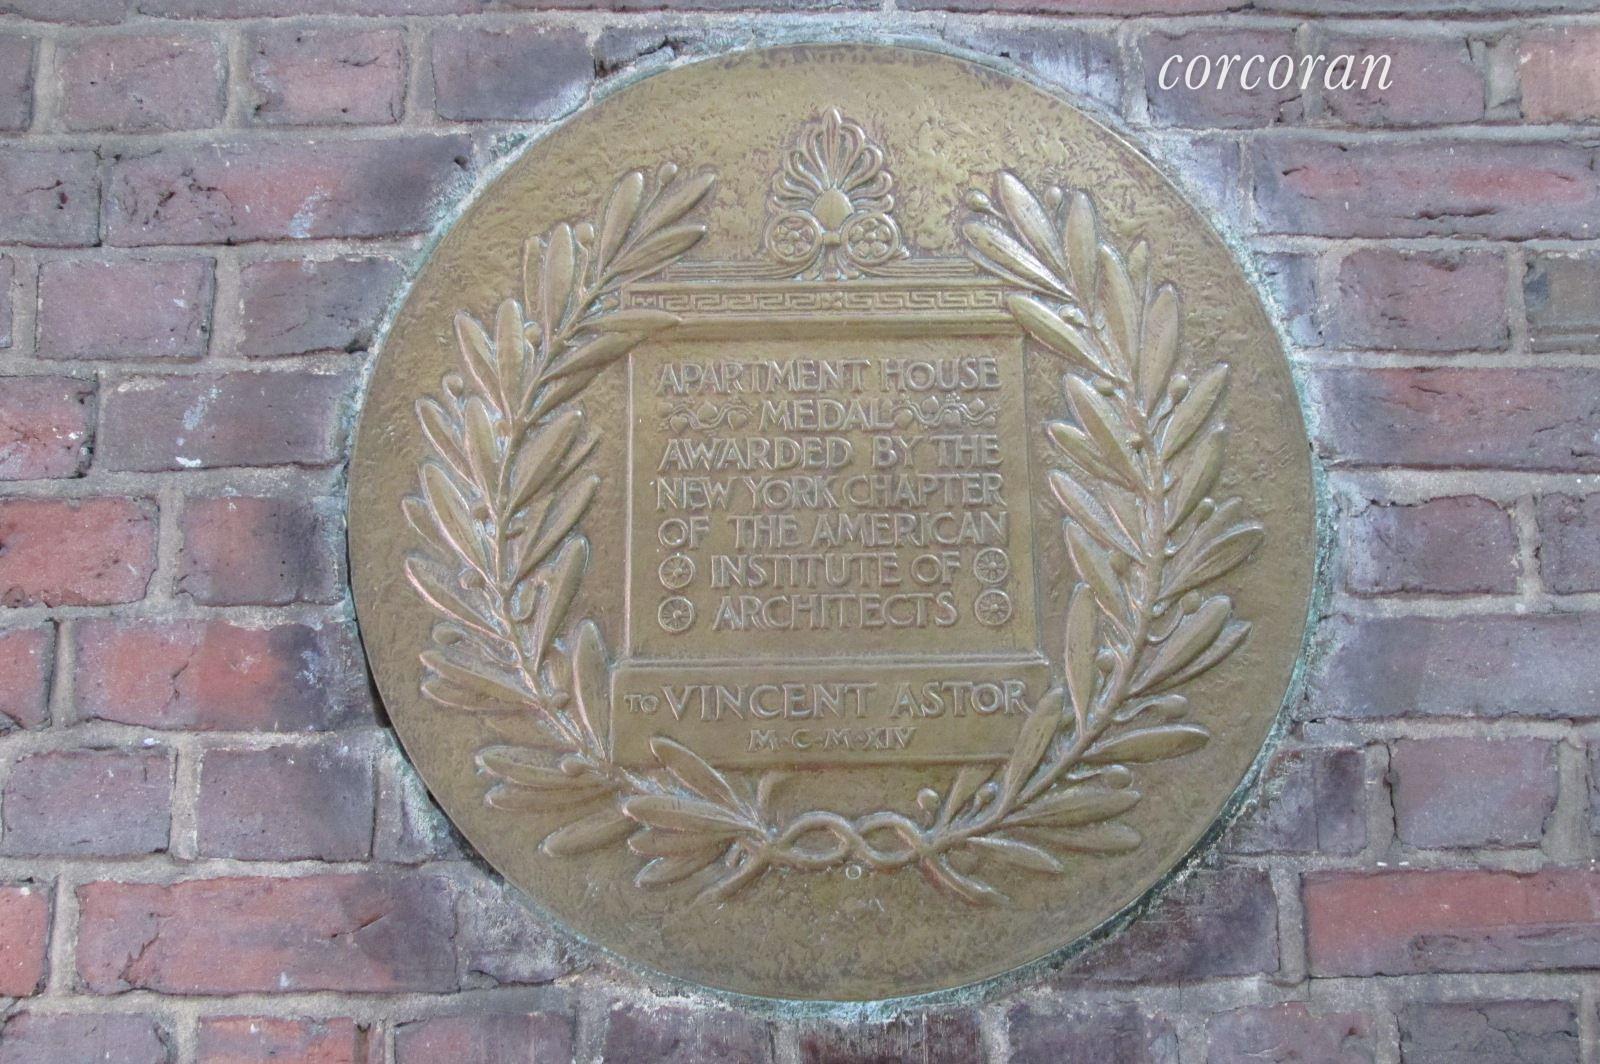 corcoran
APARTMENT HOUSE
MEDAL
AWARDED BY THE
NEW YORK CHAPTER
OF THE AMERICAN
INSTITUTE OF
ARCHITECTS
TO VINCENT ASTOR
M·C·M·XIV